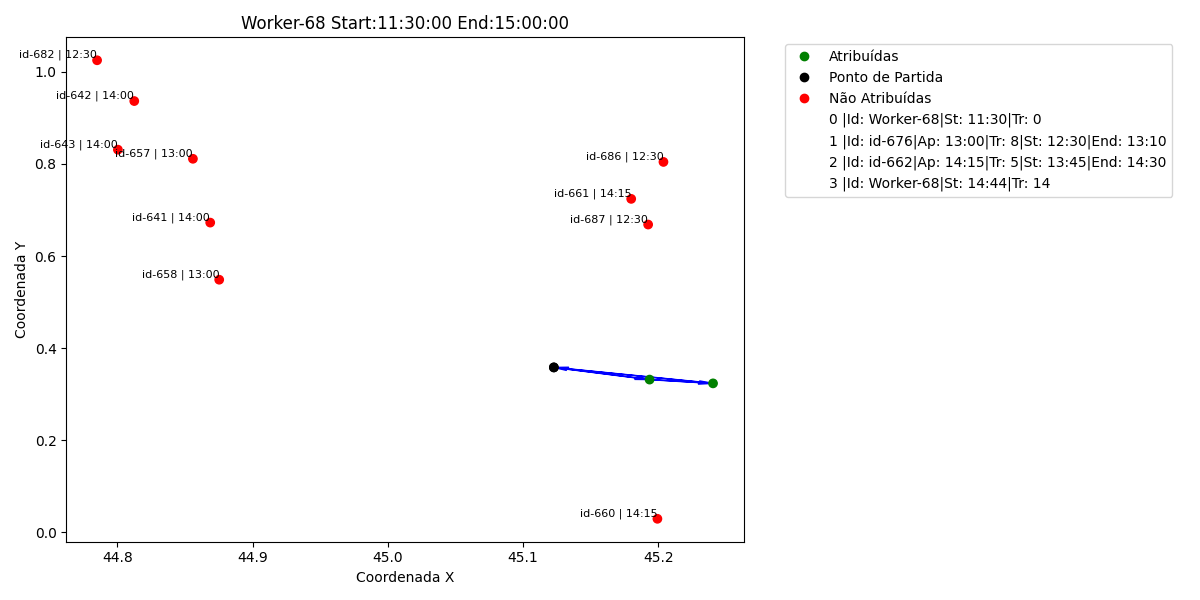 Worker-68 Start:11:30:00 End:15:00:00
Coordenada Y
1.0
0.8
0.6
0.4
0.2
0.0
id-682 | 12:30
id-642 | 14:00
id-643 | 14:00
id-657 | 13:00
id-686 | 12:30
id-661 | 14:15
id-641 | 14:00
id-687 | 12:30
id-658 | 13:00
id-660 | 14:15
44.8
44.9
45.0
45.1
45.2
Coordenada X
Atribuídas
Ponto de Partida
Não Atribuídas
0 |Id: Worker-68|St: 11:30|Tr: 0
1 |Id: id-676|Ap: 13:00|Tr: 8|St: 12:30|End: 13:10
2 |Id: id-662|Ap: 14:15|Tr: 5|St: 13:45|End: 14:30
3 |Id: Worker-68|St: 14:44|Tr: 14